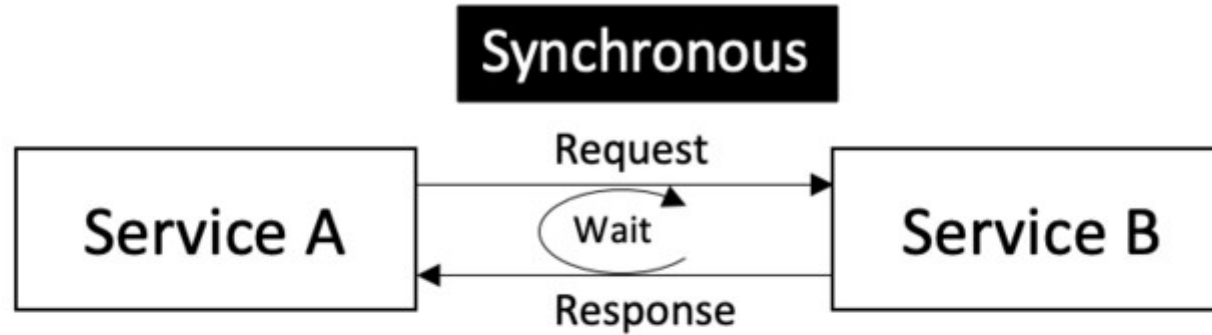 Synchronous
Request
Service A
Wait
Service B
Response